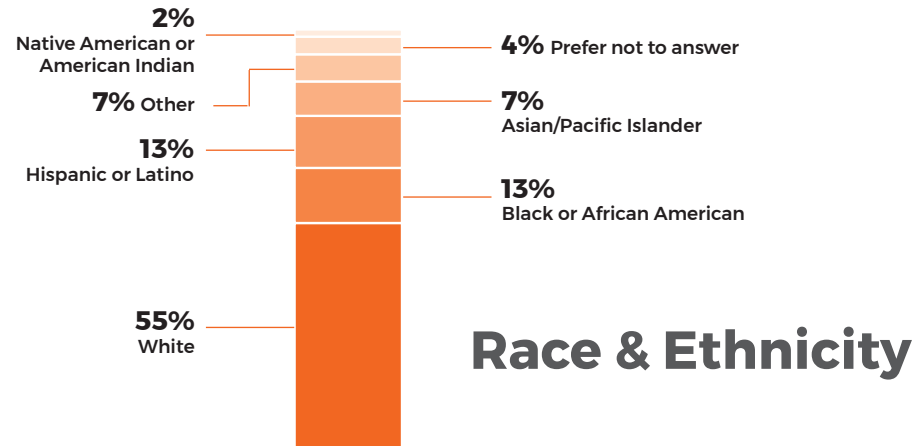 2%
Native American or
American Indian
4% Prefer not to answer
7% Other
7%
Asian/Pacific Islander
13%
Hispanic or Latino
13%
Black or African American
55%
White
Race & Ethnicity